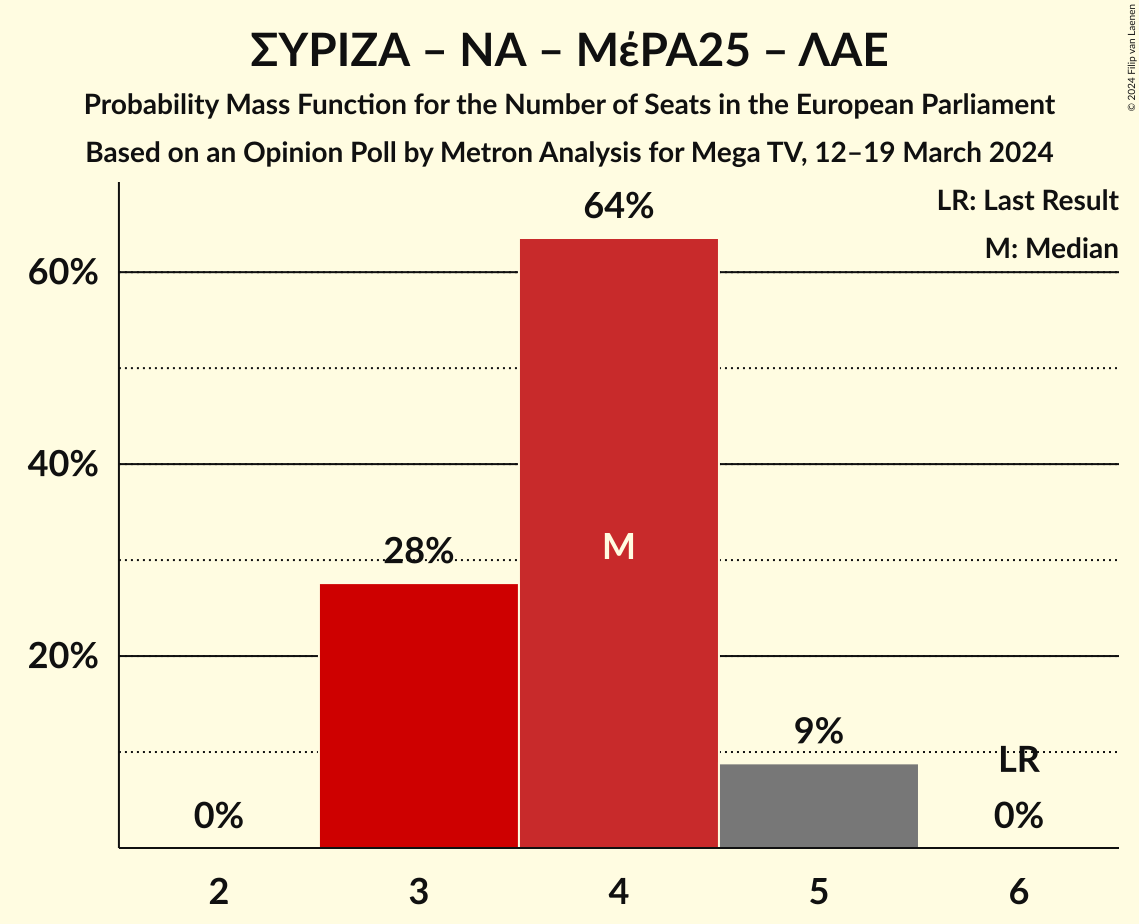 ΣΥΡΙΖΑ – ΝΑ – ΜέΡΑ25 – ΛΑΕ
Probability Mass Function for the Number of Seats in the European Parliament
Based on an Opinion Poll by Metron Analysis for Mega TV, 12–19 March 2024
© 2024 Filip van Laenen
LR: Last Result
M: Median
64%
60%
40%
28%
M
20%
9%
LR
0%
0%
2 3 4 5 6